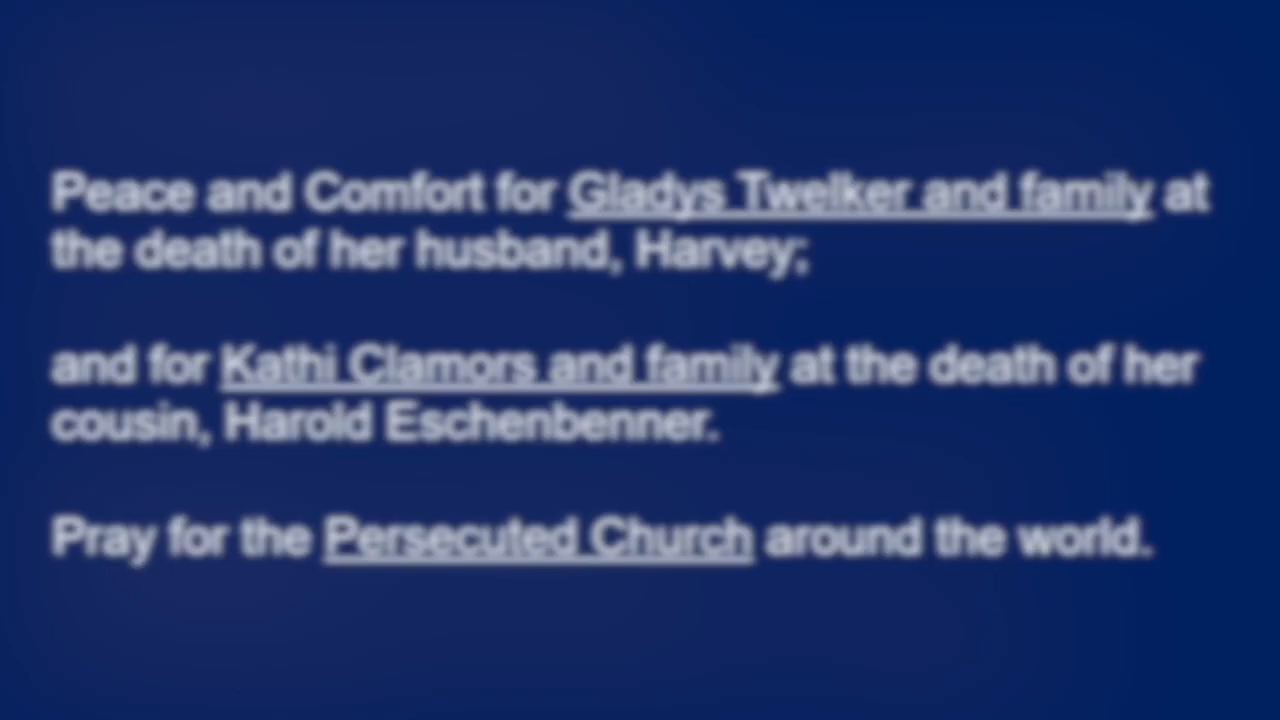 Peace and Comfort for Gladys Twelker and family at
the death of her husband, Harvey;
and for Kathi Clamors and family at the death of her
cousin, Harold Eschenbenner.
Pray for the Persecuted Church around the world.